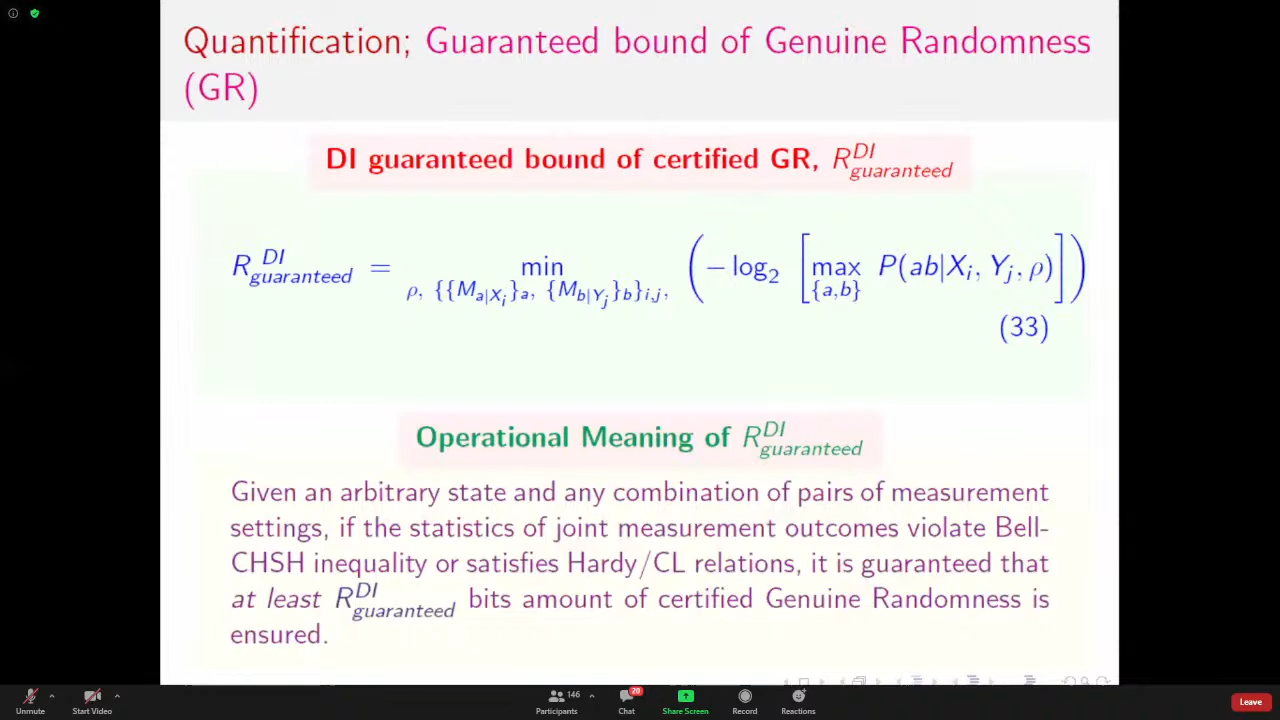 Quantification; Guaranteed bound of Genuine Randomness
(GR)
DI guaranteed bound of certified GR, R^{DI}_{guaranteed}
R^{DI}_{guaranteed} = min_{ρ, {{M_{a|X_i}}_a, {M_{b|Y_j}}_b}_{i,j},} ( − log_2 [ max_{{a,b}} P(ab|X_i, Y_j, ρ) ] )
(33)
Operational Meaning of R^{DI}_{guaranteed}
Given an arbitrary state and any combination of pairs of measurement
settings, if the statistics of joint measurement outcomes violate Bell-
CHSH inequality or satisfies Hardy/CL relations, it is guaranteed that
at least R^{DI}_{guaranteed} bits amount of certified Genuine Randomness is
ensured.
Unmute
Start Video
146
Participants
20
Chat
Share Screen
Record
Reactions
Leave